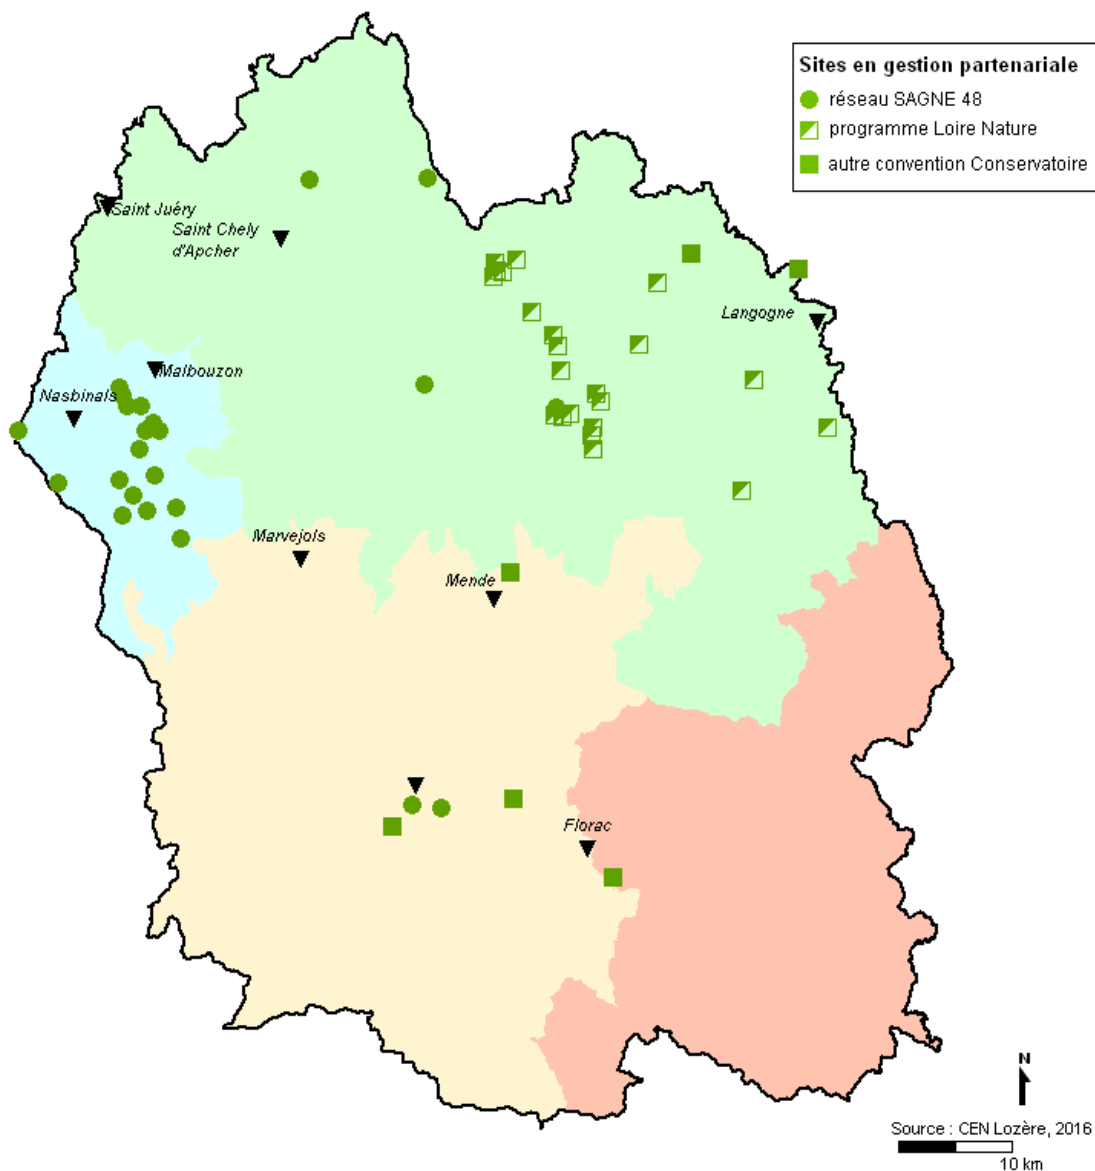 Sites en gestion partenariale
réseau SAGNE 48
programme Loire Nature
autre convention Conservatoire
Saint Juéry
Saint Chely
d'Apcher
Langogne
Malbouzon
Nasbinals
Marvejols
Mende
Florac
N
Source : CEN Lozère, 2016
10 km